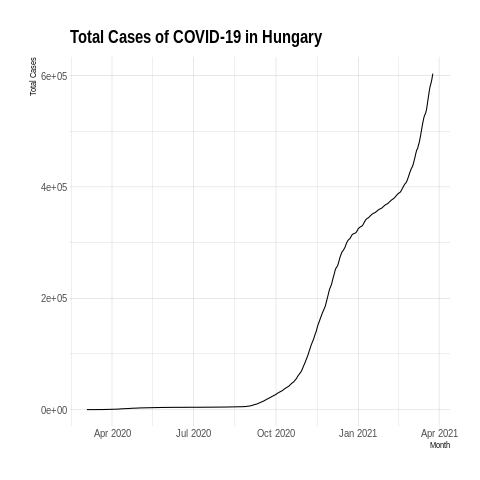 Total Cases of COVID-19 in Hungary
Total Cases
6e+05
4e+05
2e+05
0e+00
Apr 2020 Jul 2020 Oct 2020 Jan 2021 Apr 2021
Month